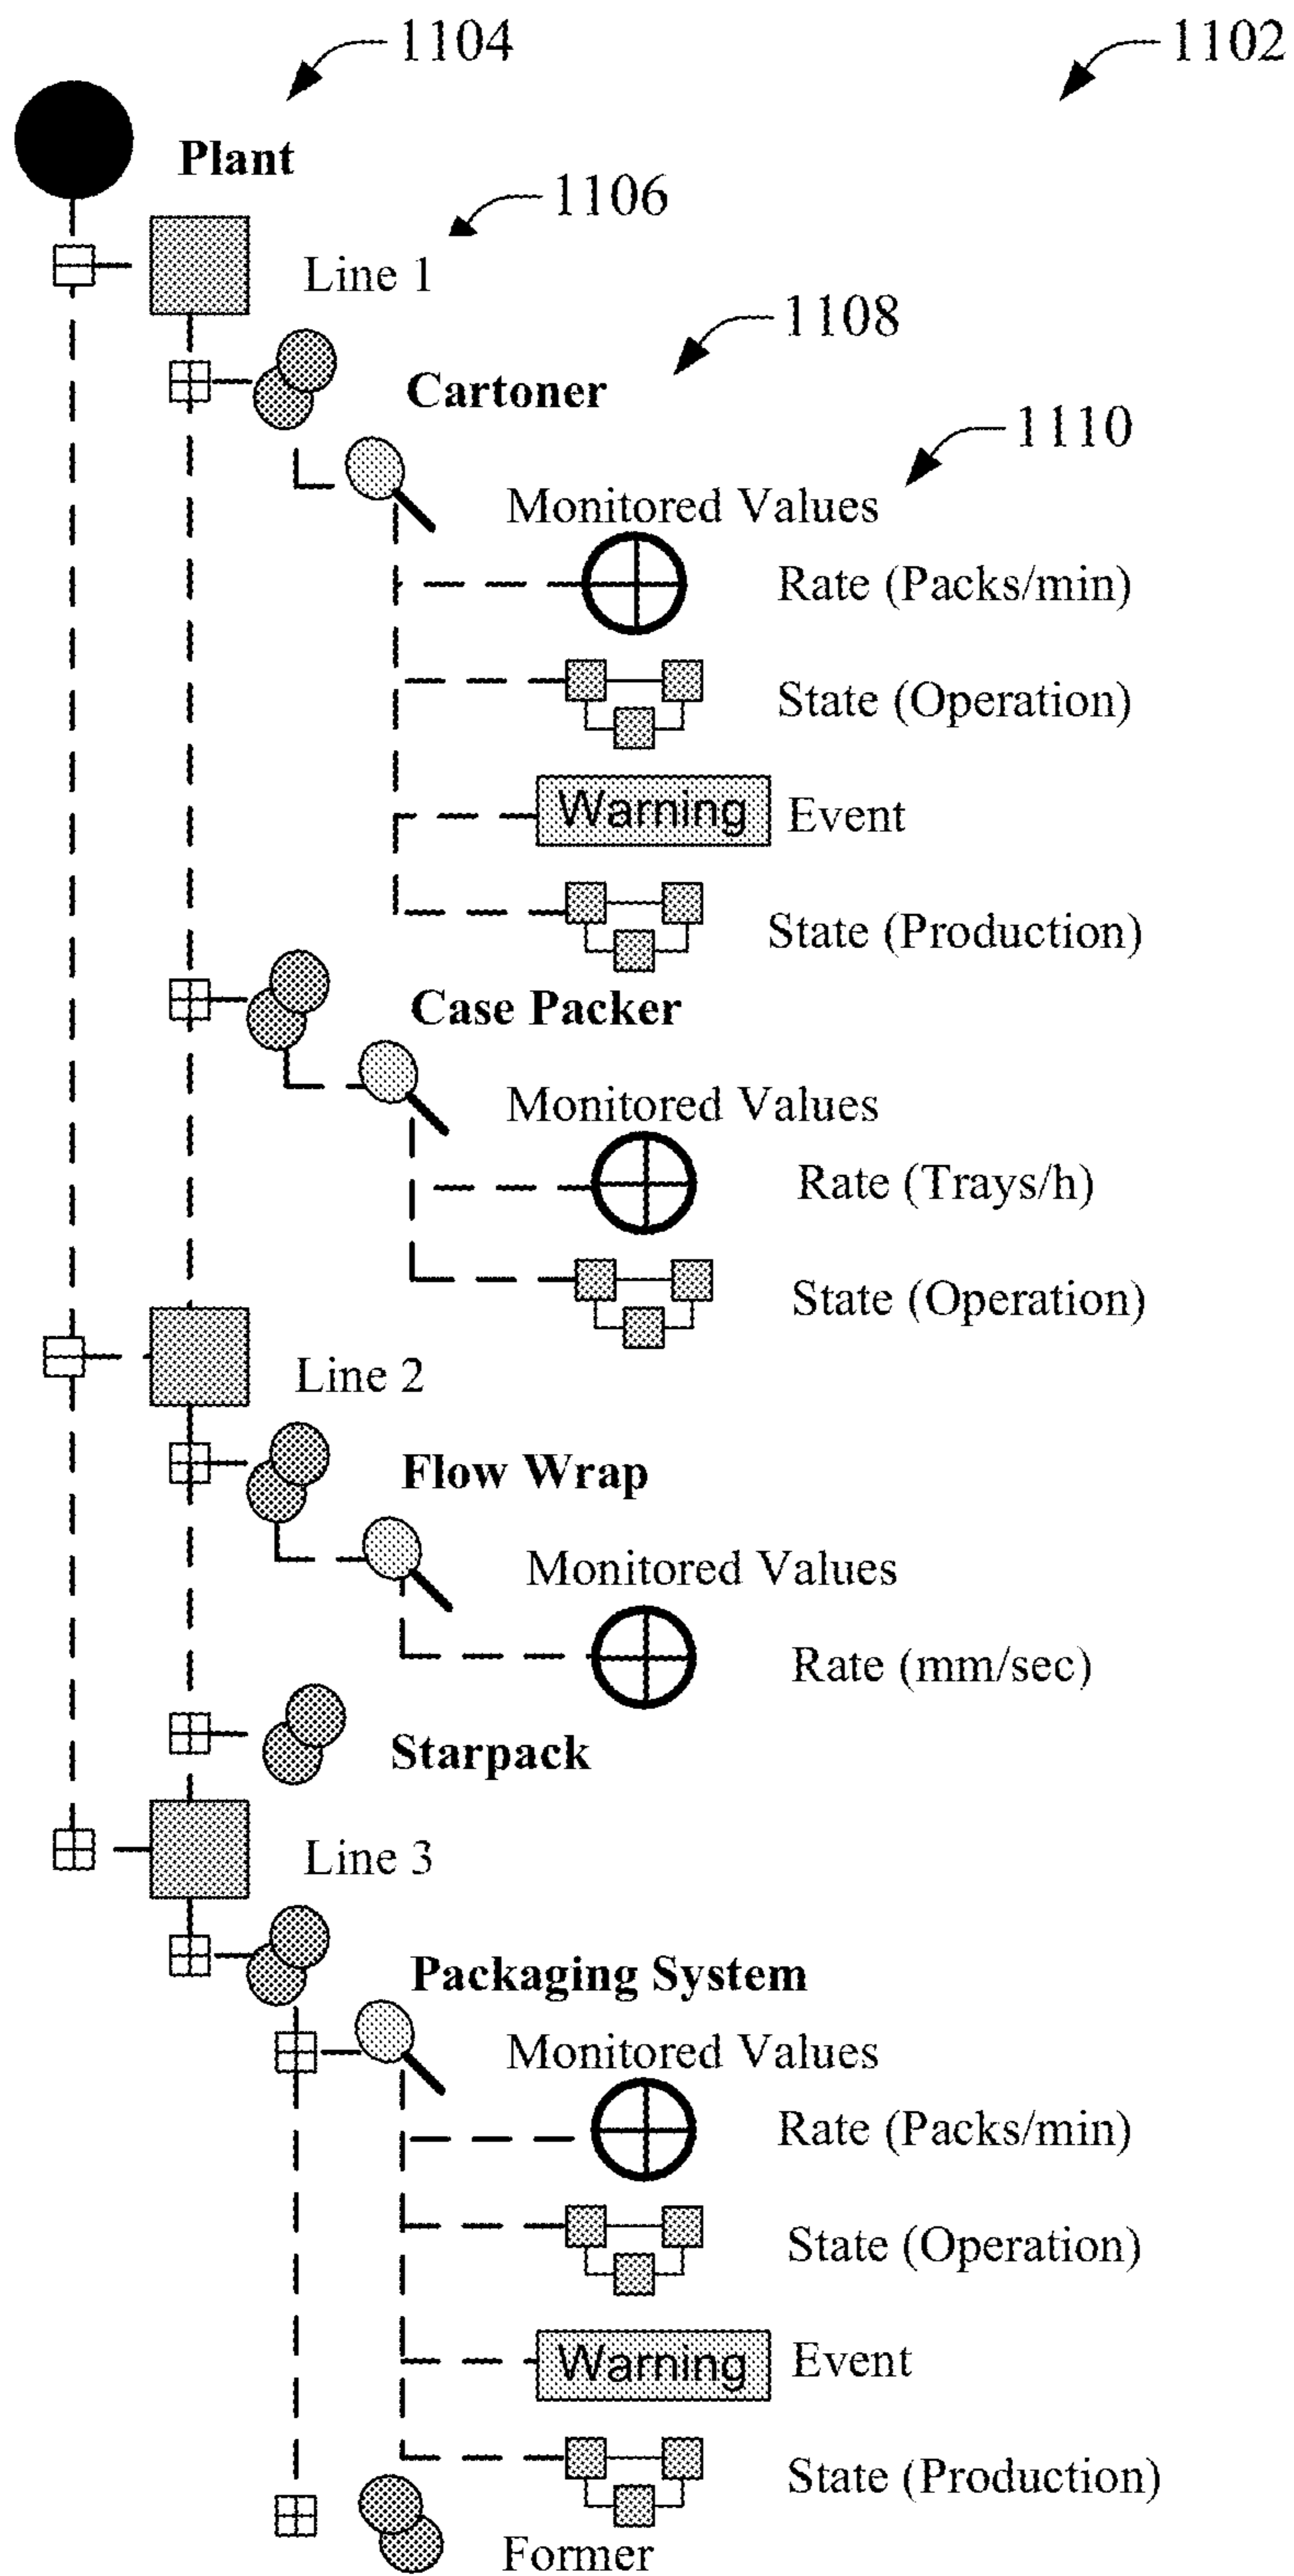 1104
1102
Plant
1106
Line 1
1108
Cartoner
1110
Monitored Values
Rate (Packs/min)
State (Operation)
Warning Event
State (Production)
Case Packer
Monitored Values
Rate (Trays/h)
State (Operation)
Line 2
Flow Wrap
Monitored Values
Rate (mm/sec)
Starpack
Line 3
Packaging System
Monitored Values
Rate (Packs/min)
State (Operation)
Warning Event
State (Production)
Former